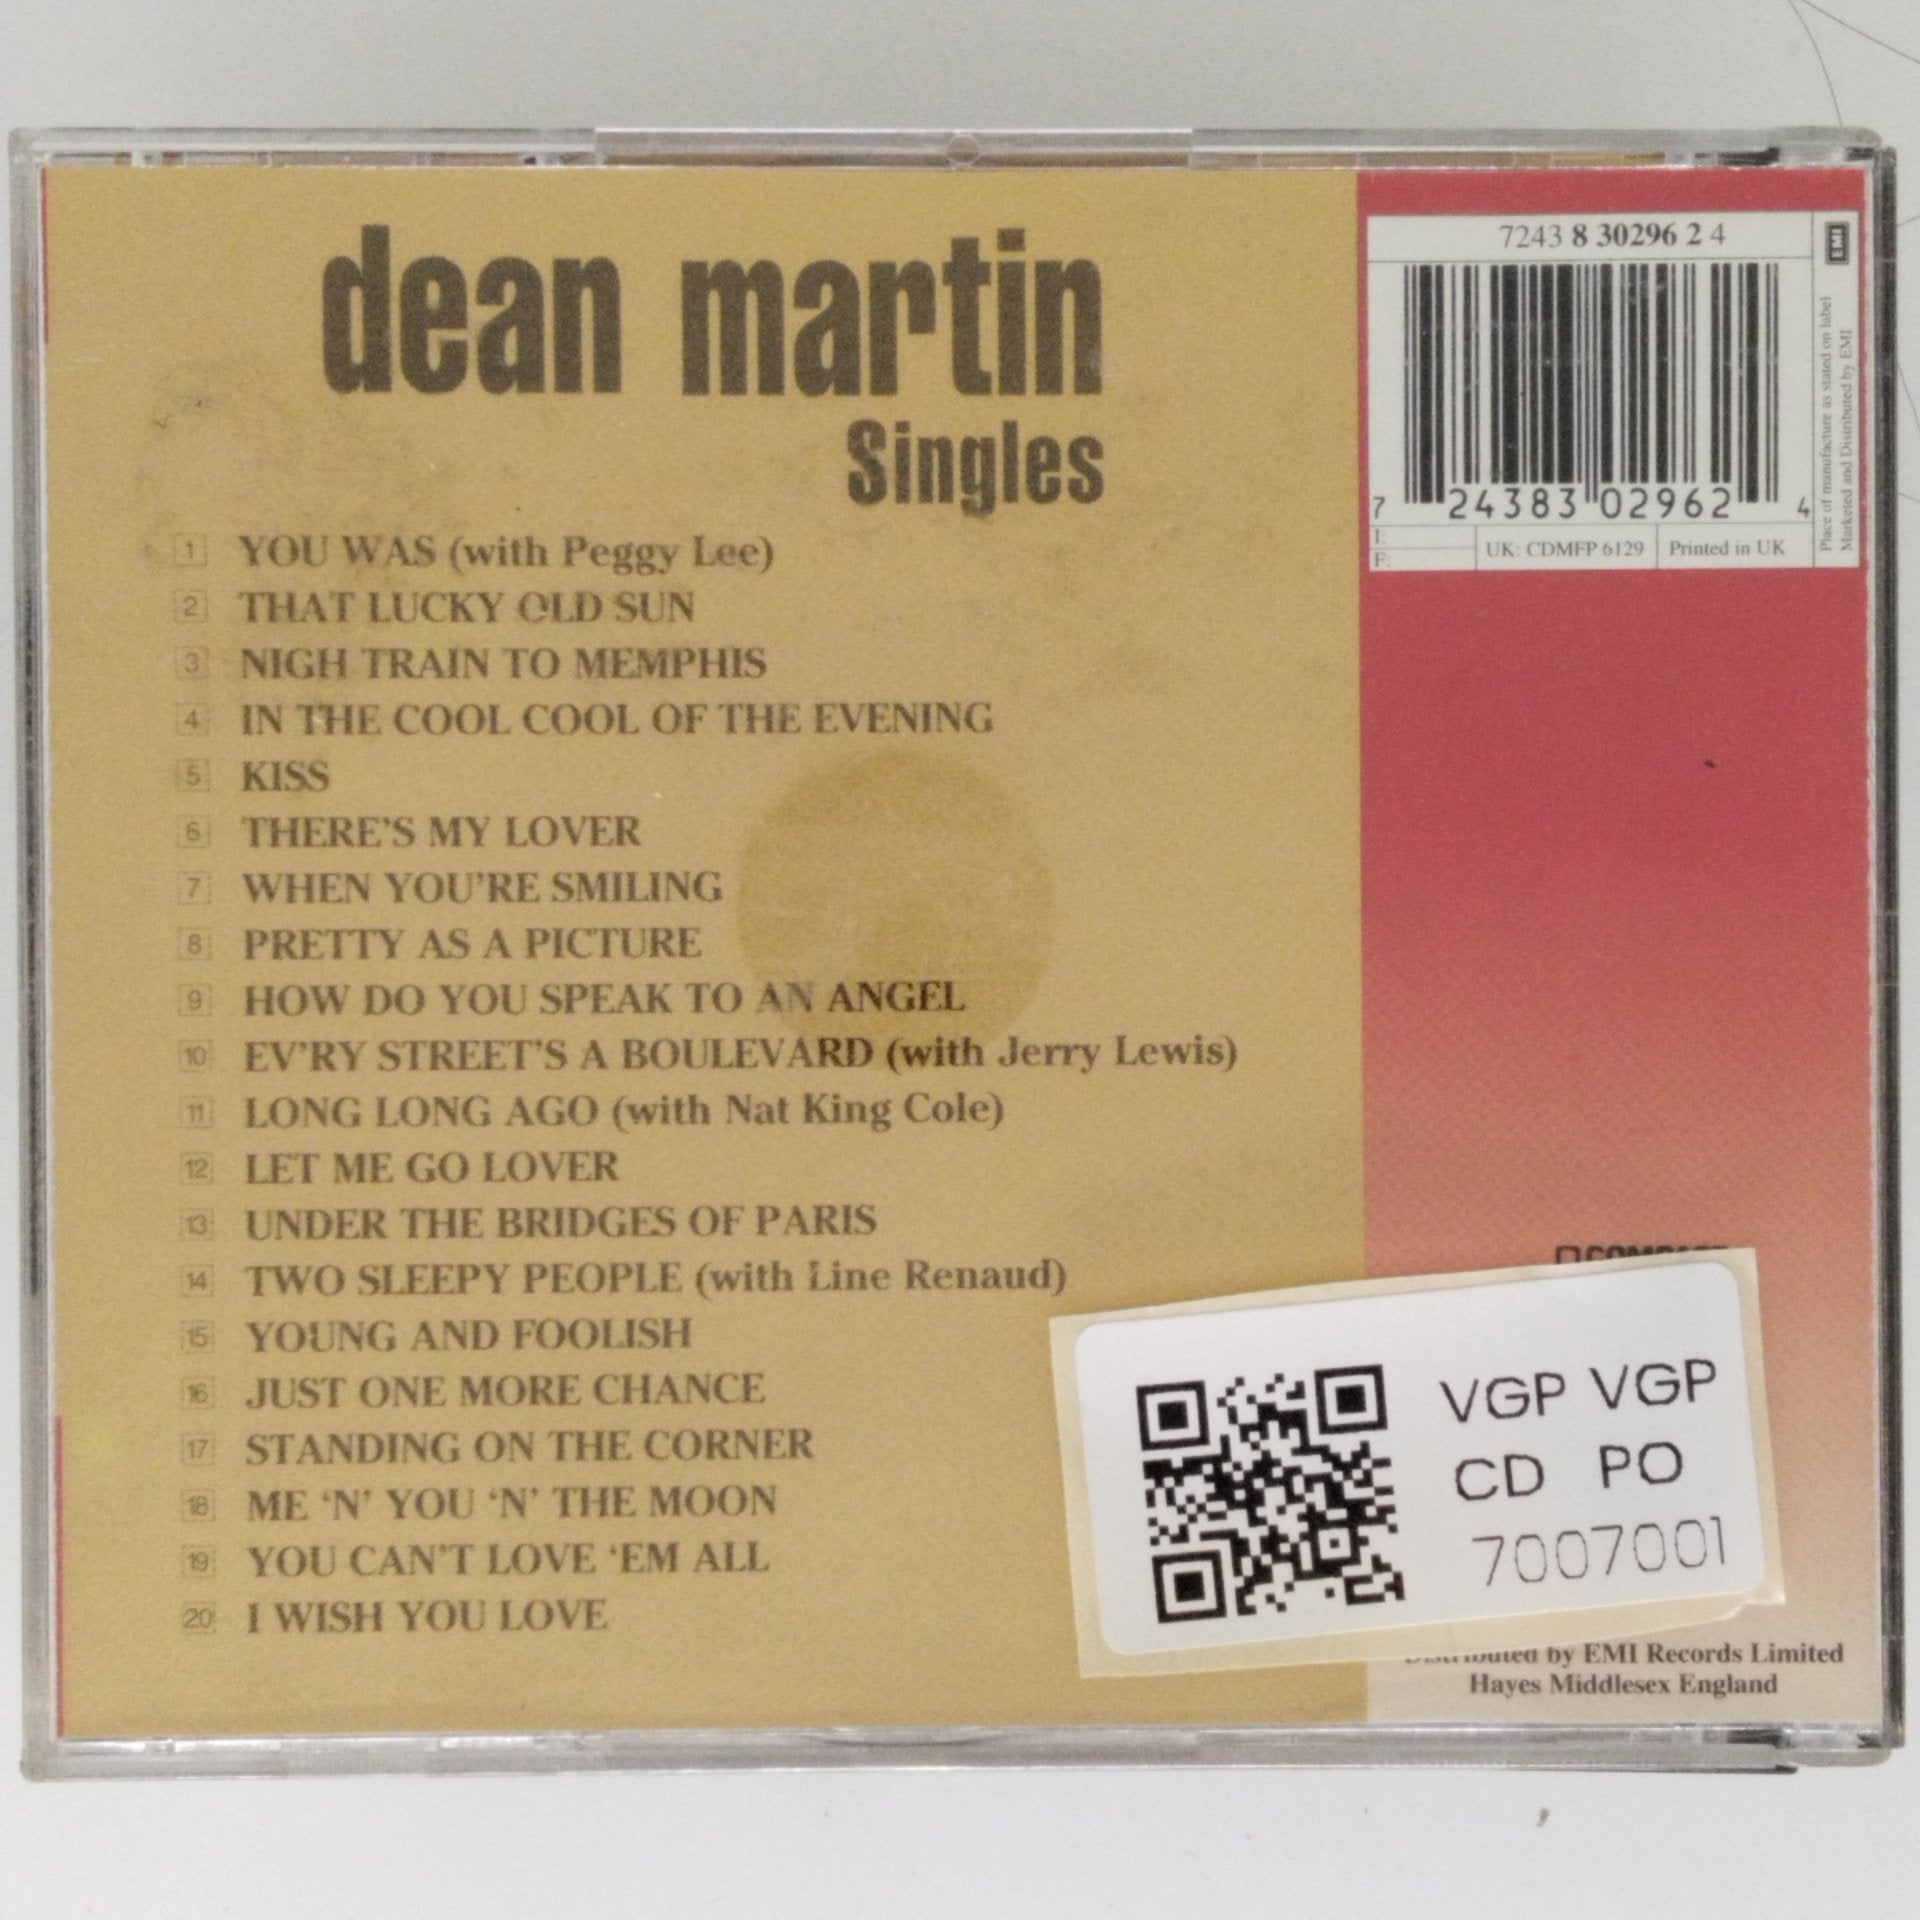 dean martin
Singles
1 YOU WAS (with Peggy Lee)
2 THAT LUCKY OLD SUN
3 NIGH TRAIN TO MEMPHIS
4 IN THE COOL COOL OF THE EVENING
5 KISS
6 THERE'S MY LOVER
7 WHEN YOU'RE SMILING
8 PRETTY AS A PICTURE
9 HOW DO YOU SPEAK TO AN ANGEL
10 EV'RY STREET'S A BOULEVARD (with Jerry Lewis)
11 LONG LONG AGO (with Nat King Cole)
12 LET ME GO LOVER
13 UNDER THE BRIDGES OF PARIS
14 TWO SLEEPY PEOPLE (with Line Renaud)
15 YOUNG AND FOOLISH
16 JUST ONE MORE CHANCE
17 STANDING ON THE CORNER
18 ME 'N' YOU 'N' THE MOON
19 YOU CAN'T LOVE 'EM ALL
20 I WISH YOU LOVE
7243 8 30296 2 4
7 24383 02962 4
I:
F:
UK: CDMFP 6129
Printed in UK
EMI
Place of manufacture as stated on label
Marketed and Distributed by EMI
VGP VGP
CD PO
7007001
Distributed by EMI Records Limited
Hayes Middlesex England